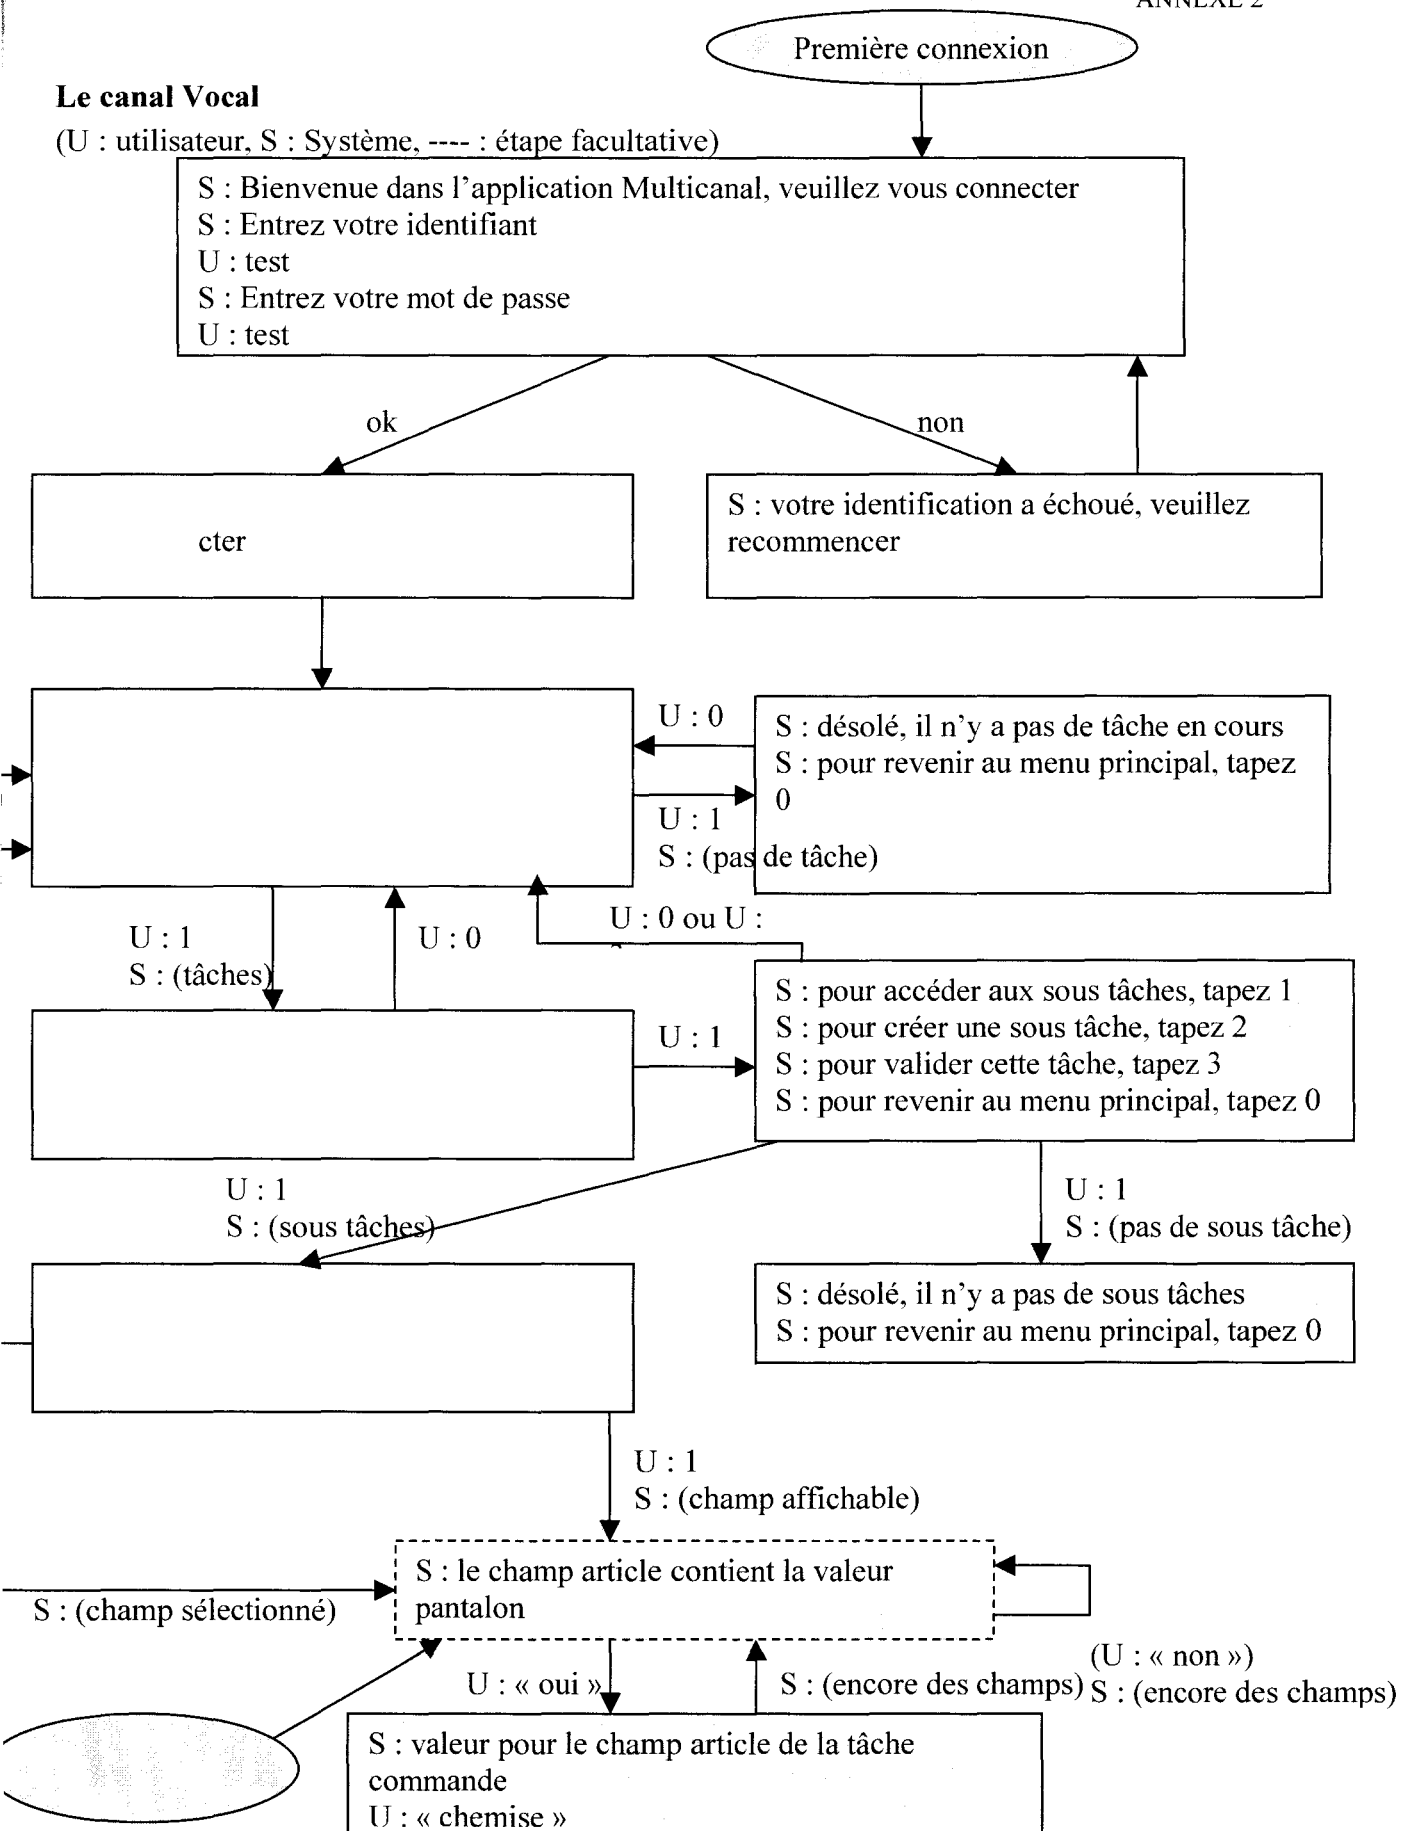 ANNEXE 2
Première connexion
Le canal Vocal
(U : utilisateur, S : Système, ---- : étape facultative)
S : Bienvenue dans l'application Multicanal, veuillez vous connecter
S : Entrez votre identifiant
U : test
S : Entrez votre mot de passe
U : test
ok
non
cter
S : votre identification a échoué, veuillez
recommencer
U : 0
S : désolé, il n'y a pas de tâche en cours
S : pour revenir au menu principal, tapez
0
U : 1
S : (pas de tâche)
U : 0 ou U :
U : 1
S : (tâches)
U : 0
S : pour accéder aux sous tâches, tapez 1
S : pour créer une sous tâche, tapez 2
S : pour valider cette tâche, tapez 3
S : pour revenir au menu principal, tapez 0
U : 1
U : 1
S : (sous tâches)
U : 1
S : (pas de sous tâche)
S : désolé, il n'y a pas de sous tâches
S : pour revenir au menu principal, tapez 0
U : 1
S : (champ affichable)
S : le champ article contient la valeur
pantalon
S : (champ sélectionné)
(U : « non »)
S : (encore des champs)
U : « oui »
S : (encore des champs)
S : valeur pour le champ article de la tâche
commande
U : « chemise »